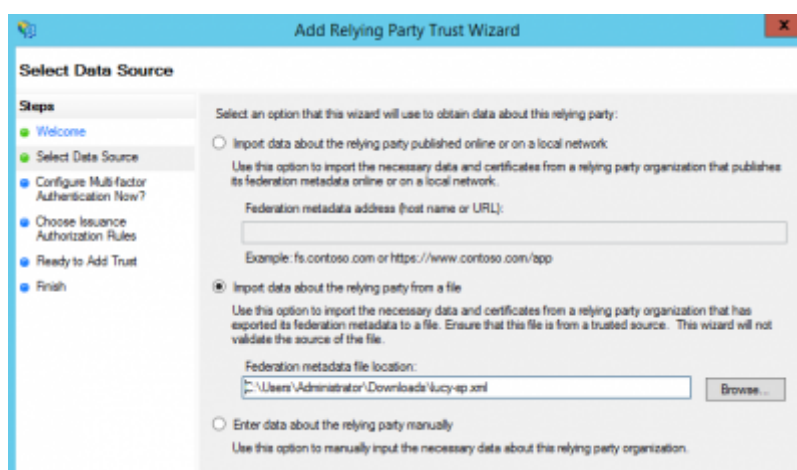 Add Relying Party Trust Wizard
x
Select Data Source
Steps
Welcome
Select Data Source
Configure Multi-factor
Authentication Now?
Choose Issuance
Authorization Rules
Ready to Add Trust
Finish
Select an option that this wizard will use to obtain data about this relying party:
Import data about the relying party published online or on a local network
Use this option to import the necessary data and certificates from a relying party organization that publishes
its federation metadata online or on a local network.
Federation metadata address (host name or URL):
Example: fs.contoso.com or https://www.contoso.com/app
Import data about the relying party from a file
Use this option to import the necessary data and certificates from a relying party organization that has
exported its federation metadata to a file. Ensure that this file is from a trusted source. This wizard will not
validate the source of the file.
Federation metadata file location:
C:\Users\Administrator\Downloads\lucy-sp.xml
Browse...
Enter data about the relying party manually
Use this option to manually input the necessary data about this relying party organization.